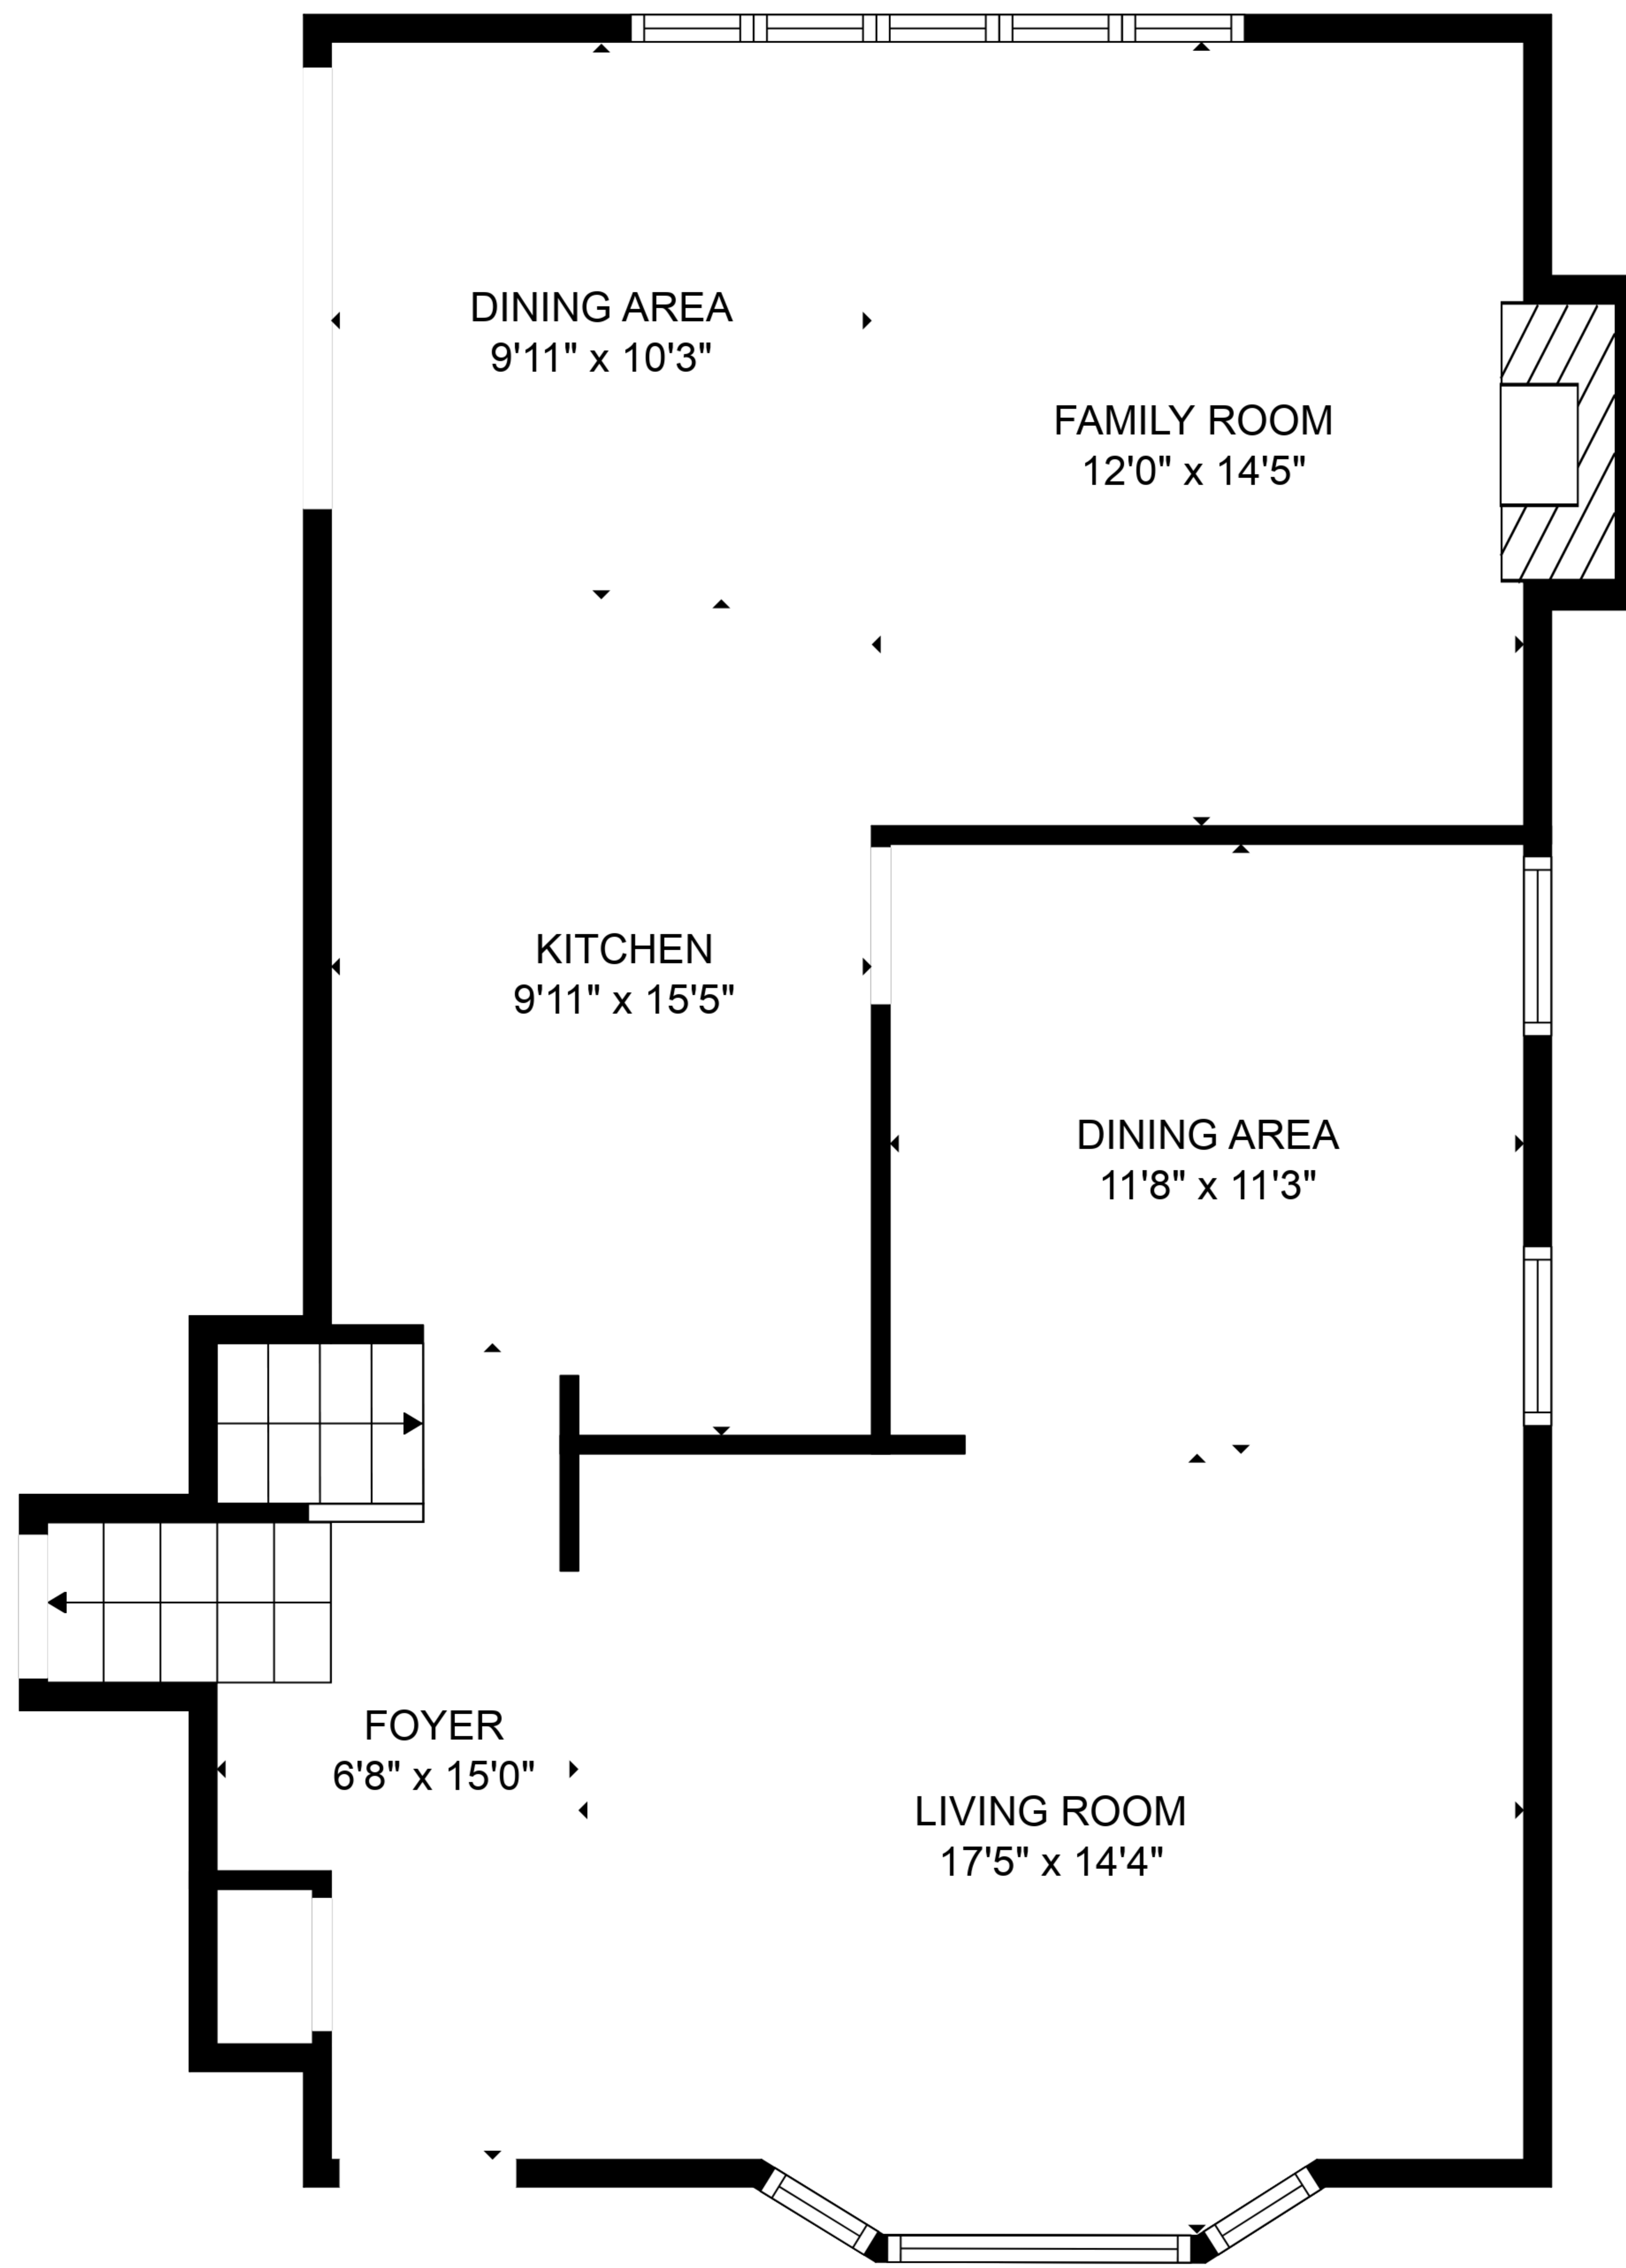 DINING AREA
9'11" x 10'3"
FAMILY ROOM
12'0" x 14'5"
KITCHEN
9'11" x 15'5"
DINING AREA
11'8" x 11'3"
FOYER
6'8" x 15'0"
LIVING ROOM
17'5" x 14'4"